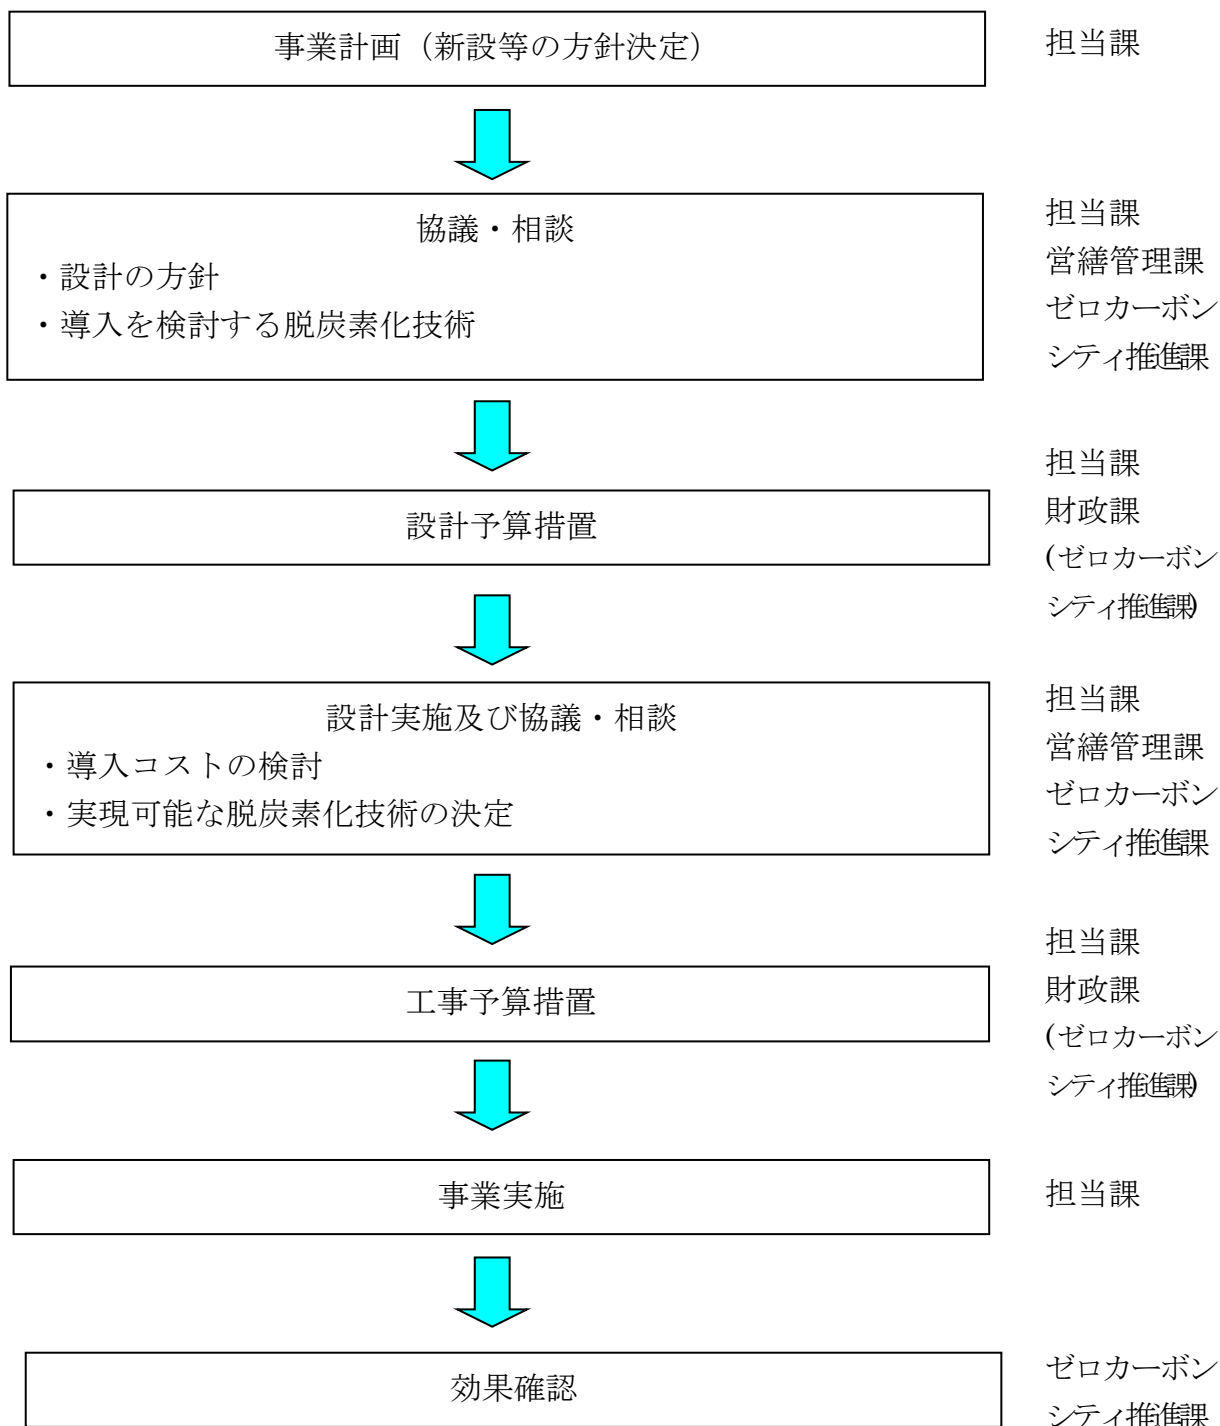 事業計画（新設等の方針決定）
担当課
協議・相談
・設計の方針
・導入を検討する脱炭素化技術
担当課
営繕管理課
ゼロカーボン
シティ推進課
設計予算措置
担当課
財政課
(ゼロカーボン
シティ推進課)
設計実施及び協議・相談
・導入コストの検討
・実現可能な脱炭素化技術の決定
担当課
営繕管理課
ゼロカーボン
シティ推進課
工事予算措置
担当課
財政課
(ゼロカーボン
シティ推進課)
事業実施
担当課
効果確認
ゼロカーボン
シティ推進課